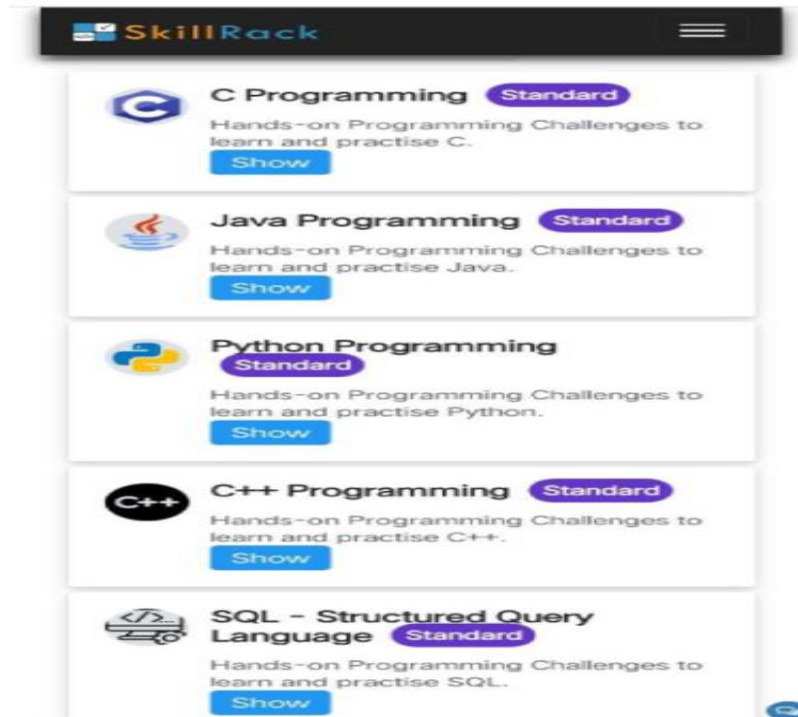 SkillRack
C Programming Standard
Hands-on Programming Challenges to
learn and practise C.
Show
Java Programming Standard
Hands-on Programming Challenges to
learn and practise Java.
Show
Python Programming
Standard
Hands-on Programming Challenges to
learn and practise Python.
Show
C++
C++ Programming Standard
Hands-on Programming Challenges to
learn and practise C++.
Show
</>
SQL - Structured Query
Language Standard
Hands-on Programming Challenges to
learn and practise SQL.
Show